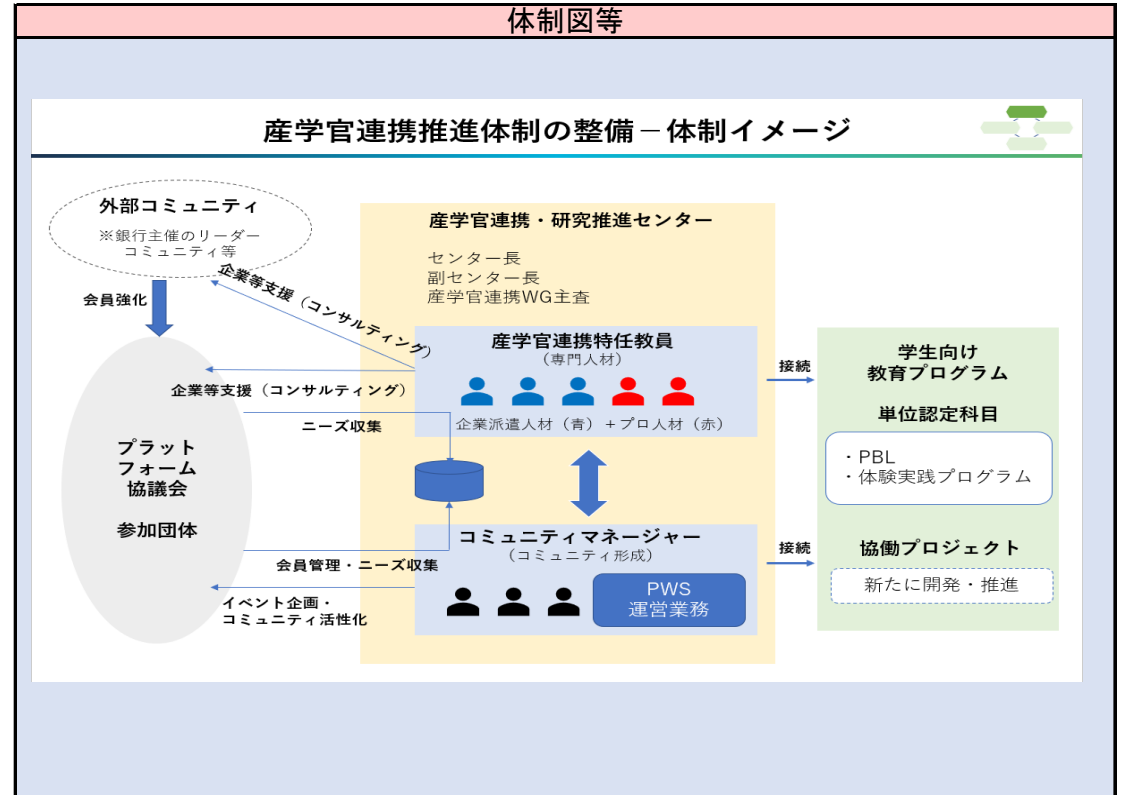 体制図等
産学官連携推進体制の整備－体制イメージ
外部コミュニティ
※銀行主催のリーダー
コミュニティ等
会員強化
企業等支援（コンサルティング）
企業等支援（コンサルティング）
ニーズ収集
プラット
フォーム
協議会
参加団体
会員管理・ニーズ収集
イベント企画・
コミュニティ活性化
産学官連携・研究推進センター
センター長
副センター長
産学官連携WG主査
産学官連携特任教員
（専門人材）
企業派遣人材（青）＋プロ人材（赤）
コミュニティマネージャー
（コミュニティ形成）
PWS
運営業務
接続
接続
学生向け
教育プログラム
単位認定科目
・PBL
・体験実践プログラム
協働プロジェクト
新たに開発・推進